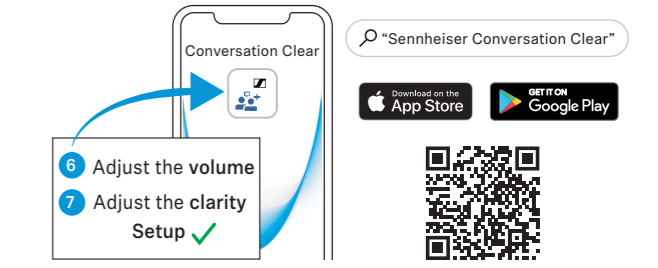 Conversation Clear
6 Adjust the volume
7 Adjust the clarity
Setup
“Sennheiser Conversation Clear”
Download on the
App Store
GET IT ON
Google Play